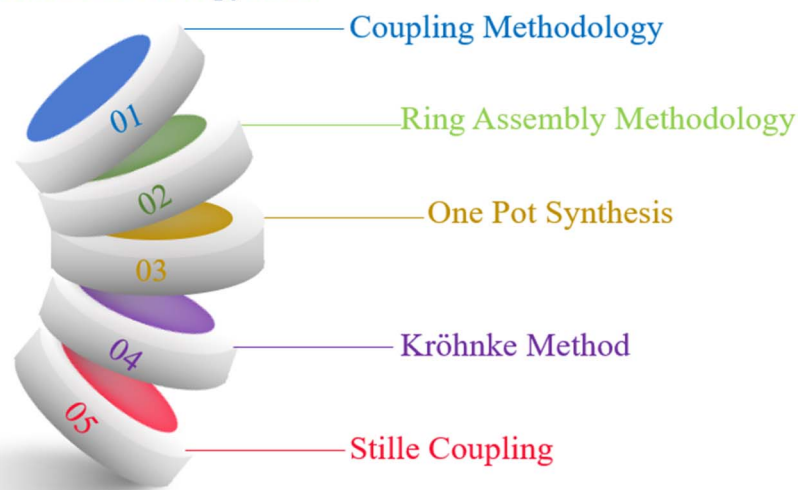 01 Coupling Methodology
02 Ring Assembly Methodology
03 One Pot Synthesis
04 Kröhnke Method
05 Stille Coupling